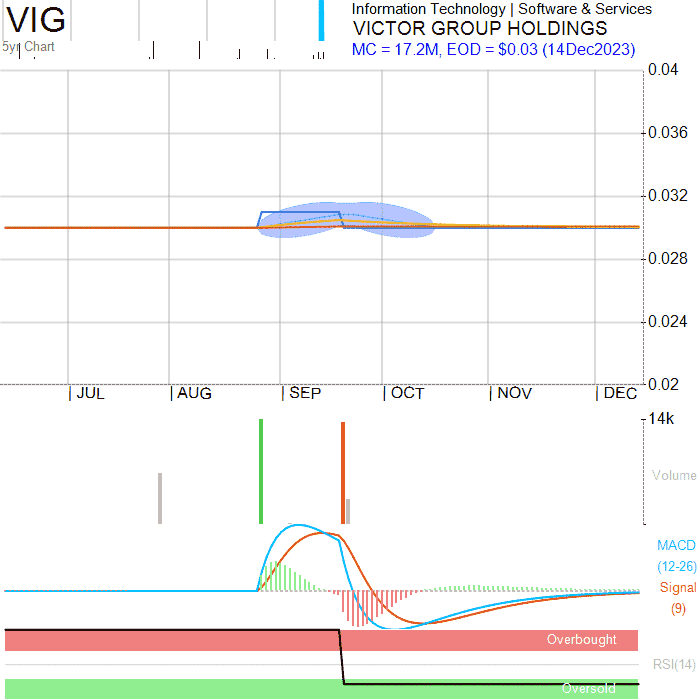 VIG
Information Technology | Software & Services
VICTOR GROUP HOLDINGS
5yr Chart
MC = 17.2M, EOD = $0.03 (14Dec2023)
0.04
0.036
0.032
0.028
0.024
0.02
JUL AUG SEP OCT NOV DEC
14k
Volume
MACD
(12-26)
Signal
(9)
Overbought
RSI(14)
Oversold